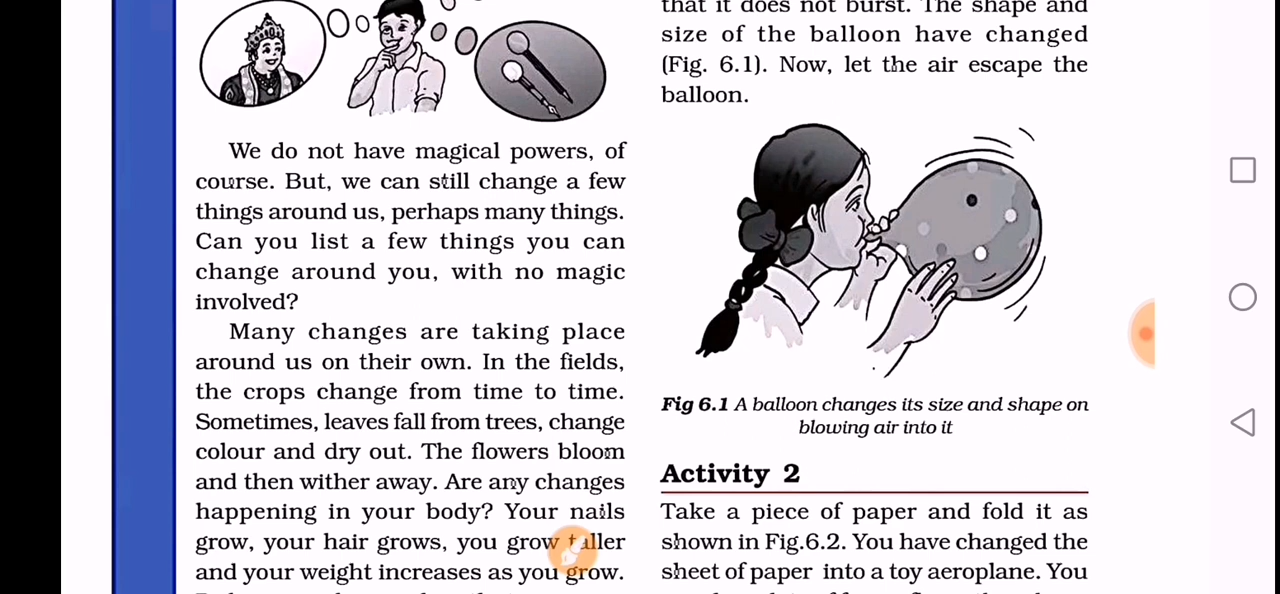 We do not have magical powers, of
course. But, we can still change a few
things around us, perhaps many things.
Can you list a few things you can
change around you, with no magic
involved?
Many changes are taking place
around us on their own. In the fields,
the crops change from time to time.
Sometimes, leaves fall from trees, change
colour and dry out. The flowers bloom
and then wither away. Are any changes
happening in your body? Your nails
grow, your hair grows, you grow taller
and your weight increases as you grow.
that it does not burst. The shape and
size of the balloon have changed
(Fig. 6.1). Now, let the air escape the
balloon.
Fig 6.1 A balloon changes its size and shape on
blowing air into it
Activity 2
Take a piece of paper and fold it as
shown in Fig.6.2. You have changed the
sheet of paper into a toy aeroplane. You